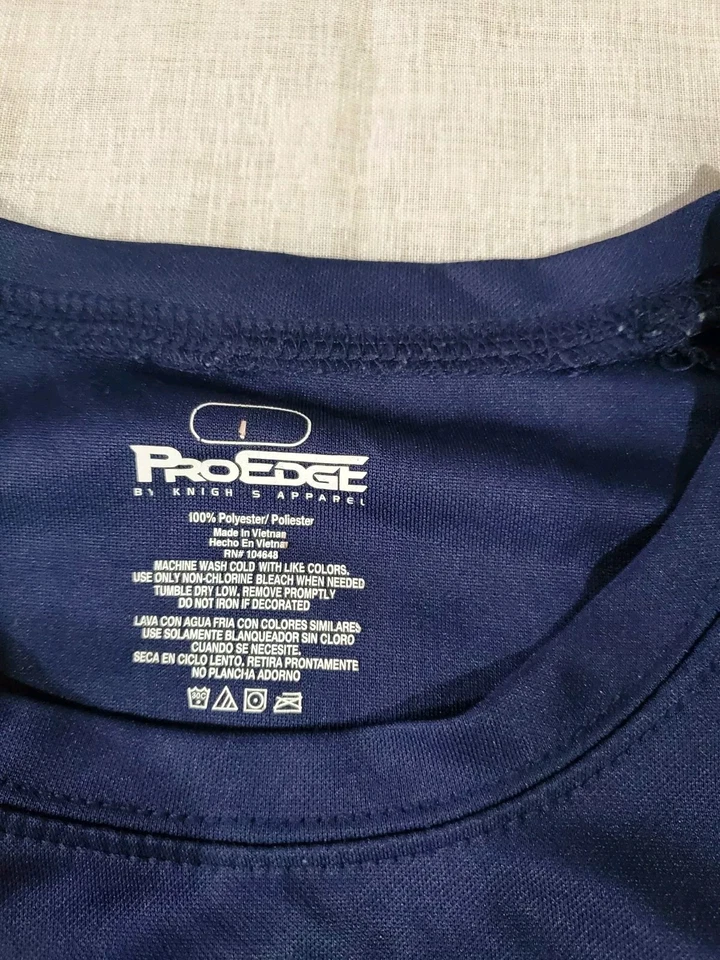 PROEDGE
BY KNIGH S APPAREL
100% Polyester/ Poliester
Made in Vietnam
Hecho En Vietna
RN# 104648
MACHINE WASH COLD WITH LIKE COLORS.
USE ONLY NON-CHLORINE BLEACH WHEN NEEDED
TUMBLE DRY LOW. REMOVE PROMPTLY
DO NOT IRON IF DECORATED
LAVA CON AGUA FRIA CON COLORES SIMILARES
USE SOLAMENTE BLANQUEADOR SIN CLORO
CUANDO SE NECESITE.
SECA EN CICLO LENTO. RETIRA PRONTAMENTE
NO PLANCHA ADORNO
30C